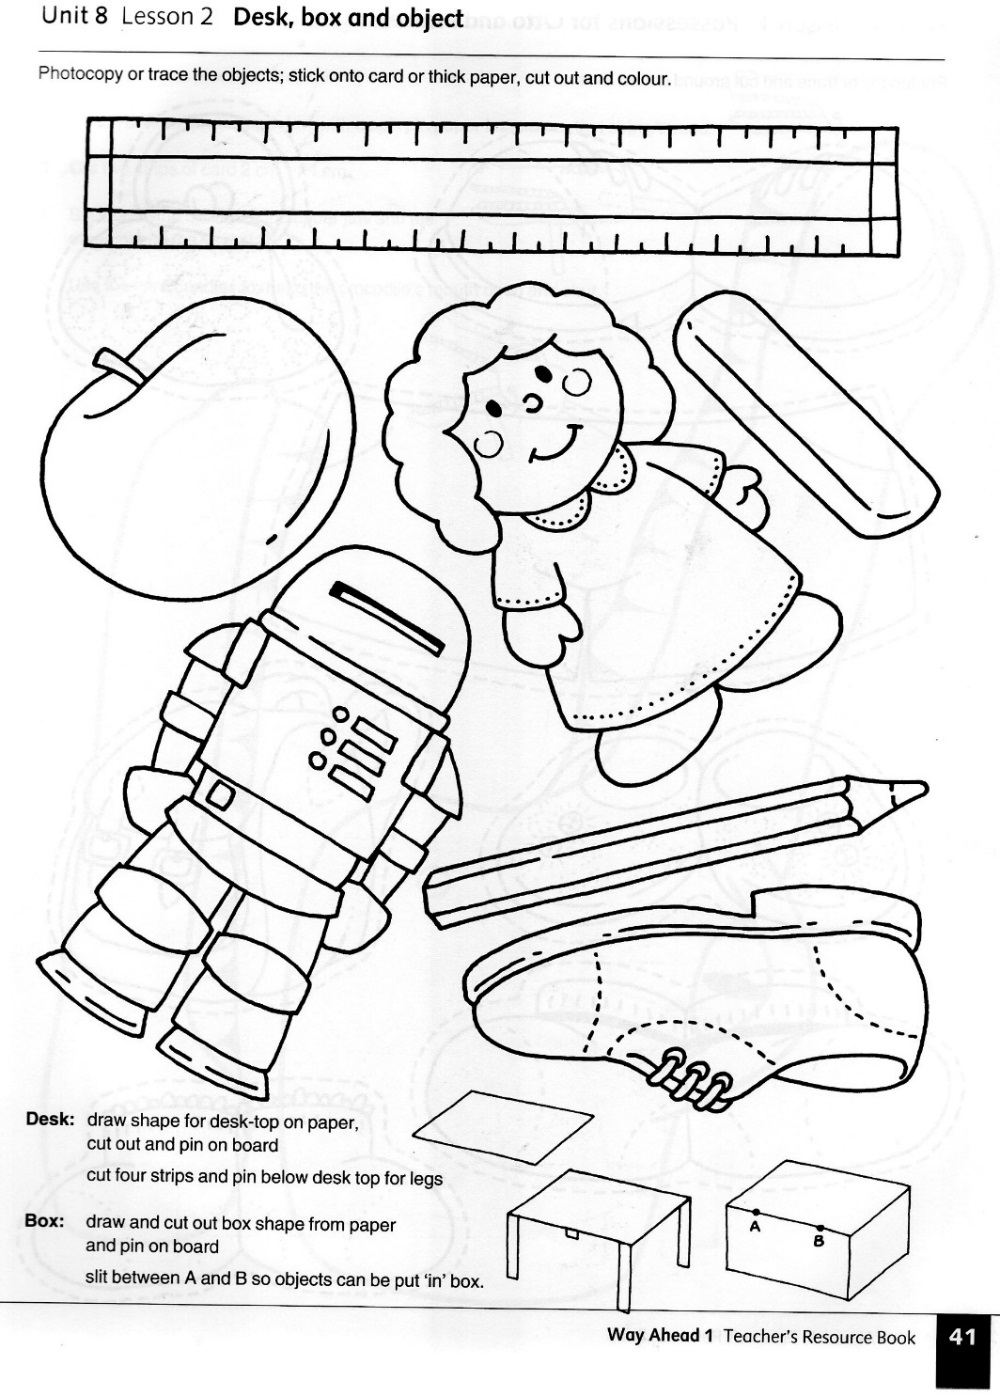 Unit 8 Lesson 2 Desk, box and object
Photocopy or trace the objects; stick onto card or thick paper, cut out and colour.
Desk: draw shape for desk-top on paper,
cut out and pin on board
cut four strips and pin below desk top for legs
Box: draw and cut out box shape from paper
and pin on board
slit between A and B so objects can be put ‘in’ box.
A
B
Way Ahead 1 Teacher's Resource Book 41